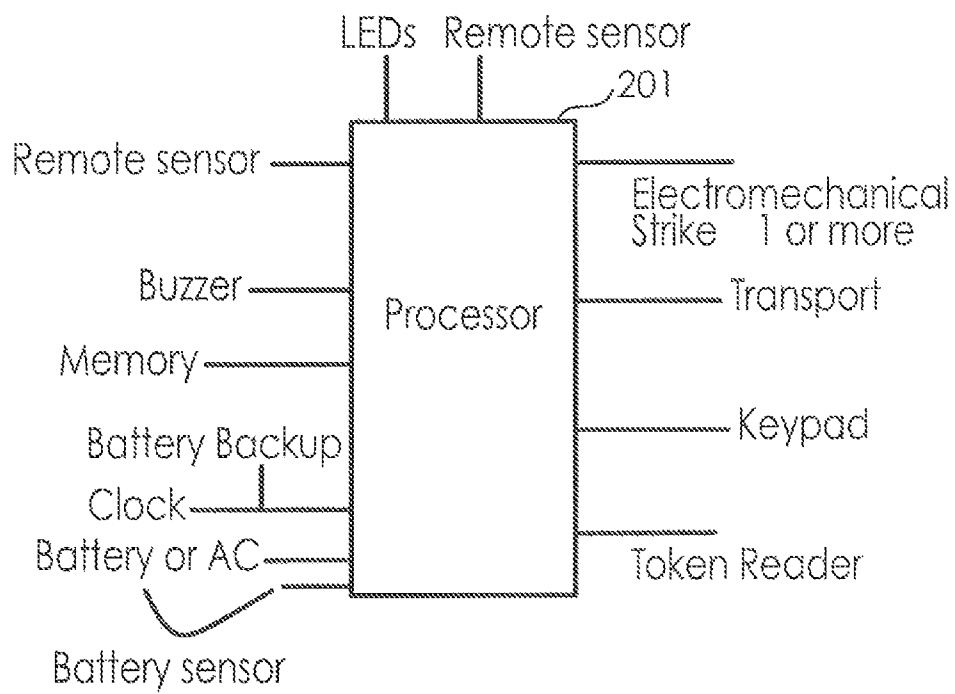 LEDs Remote sensor
201
Remote sensor
Electromechanical
Strike 1 or more
Buzzer
Transport
Processor
Memory
Keypad
Battery Backup
Clock
Battery or AC
Token Reader
Battery sensor